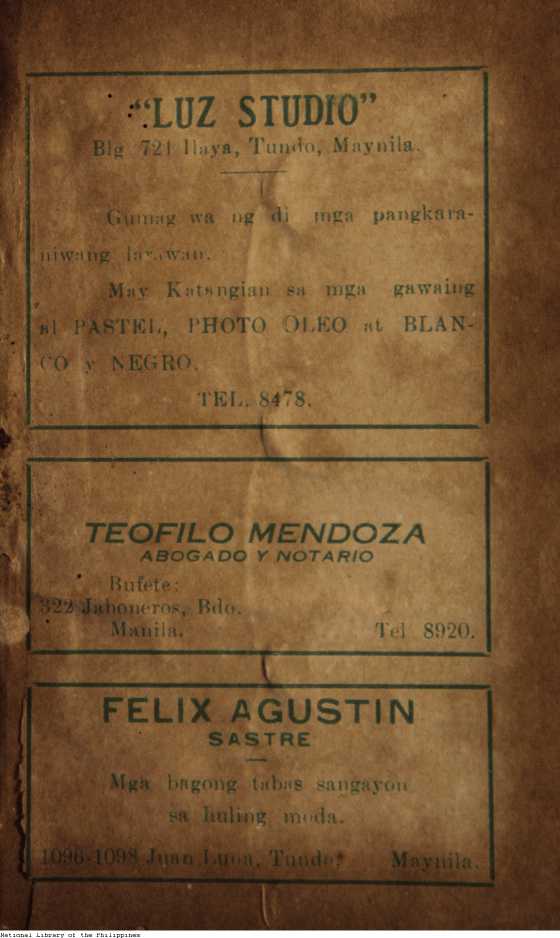 “LUZ STUDIO”
Blg 721 Ilaya, Tundo, Maynila.
Gumag wa ng di mga pangkara-
niwang larawan.
May Katangian sa mga gawaing
al PASTEL, PHOTO OLEO at BLAN-
CO y NEGRO.
TEL. 8478.
TEOFILO MENDOZA
ABOGADO Y NOTARIO
Bufete:
322 Jaboneros, Bdo.
Manila. Tel 8920.
FELIX AGUSTIN
SASTRE
Mga bagong tabas sangayon
sa huling moda.
1096-1098 Juan Luna, Tundo, Maynila.
National Library of the Philippines